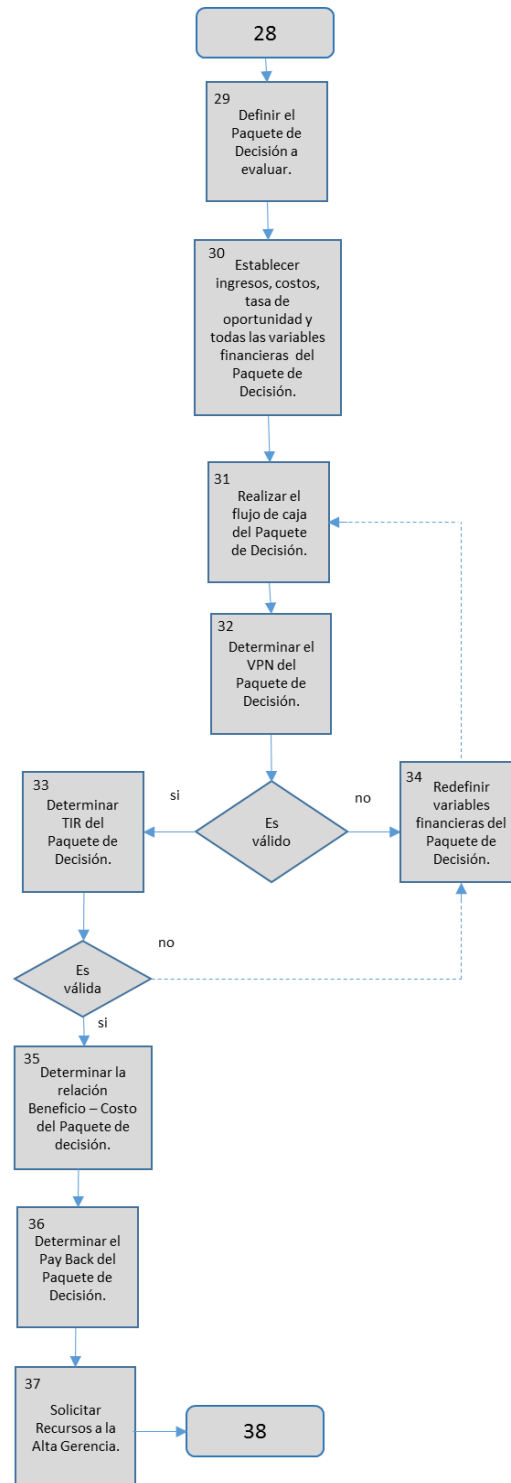 28
29
Definir el
Paquete de
Decisión a
evaluar.
30
Establecer
ingresos, costos,
tasa de
oportunidad y
todas las variables
financieras del
Paquete de
Decisión.
31
Realizar el
flujo de caja
del Paquete
de Decisión.
32
Determinar el
VPN del
Paquete de
Decisión.
33
Determinar
TIR del
Paquete de
Decisión.
si
Es
válido
no
34
Redefinir
variables
financieras del
Paquete de
Decisión.
no
Es
válida
si
35
Determinar la
relación
Beneficio – Costo
del Paquete de
decisión.
36
Determinar el
Pay Back del
Paquete de
Decisión.
37
Solicitar
Recursos a la
Alta Gerencia.
38